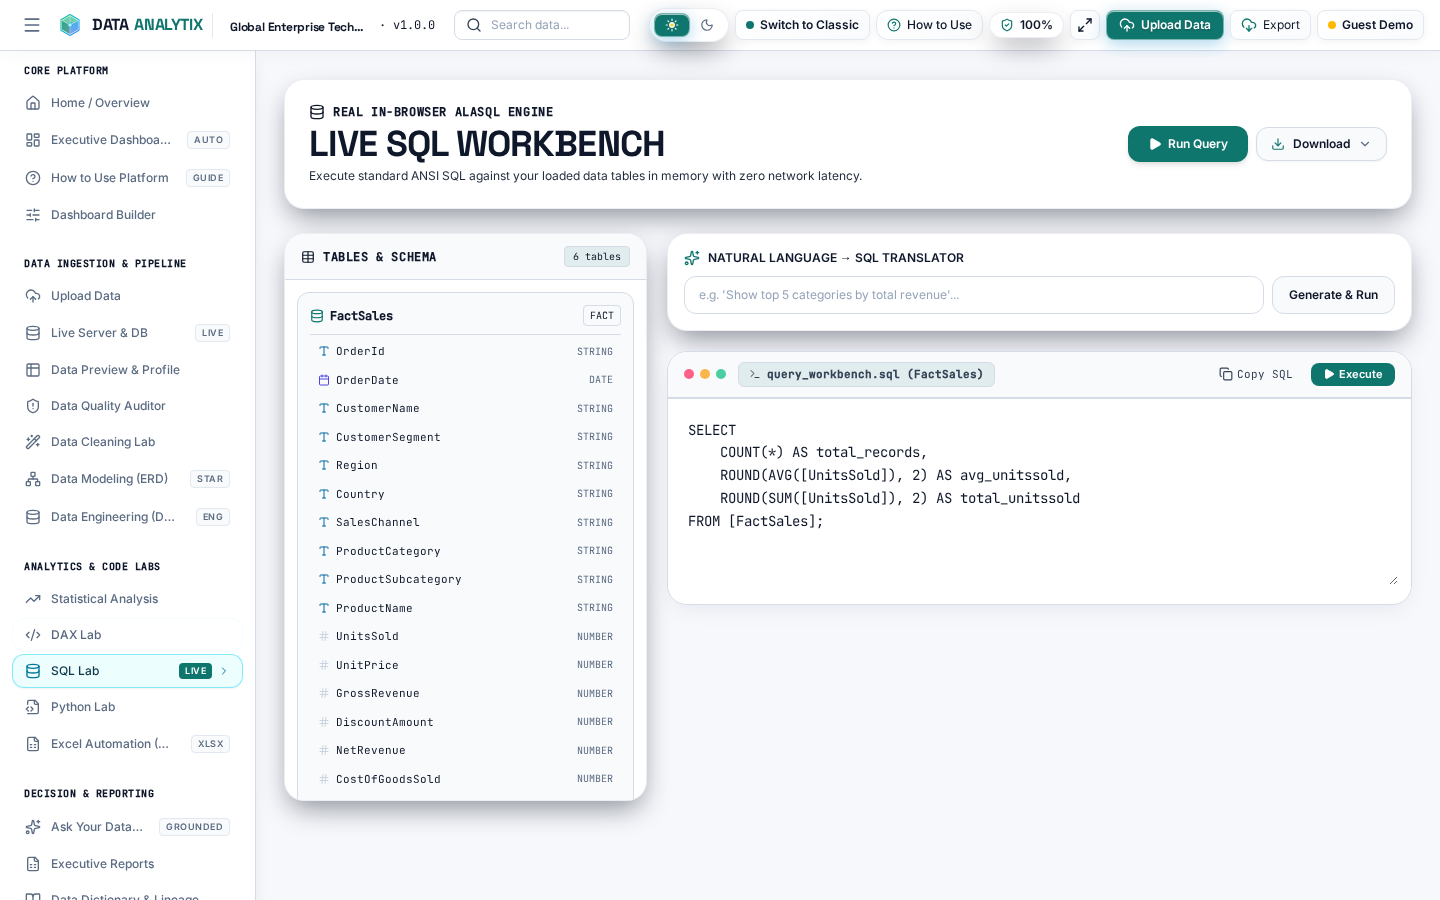 DATA ANALYTIX
Global Enterprise Tech...
· v1.0.0
Search data...
Switch to Classic
How to Use
100%
Upload Data
Export
Guest Demo
CORE PLATFORM
Home / Overview
Executive Dashboa... AUTO
How to Use Platform GUIDE
Dashboard Builder
DATA INGESTION & PIPELINE
Upload Data
Live Server & DB LIVE
Data Preview & Profile
Data Quality Auditor
Data Cleaning Lab
Data Modeling (ERD) STAR
Data Engineering (D... ENG
ANALYTICS & CODE LABS
Statistical Analysis
DAX Lab
SQL Lab LIVE
Python Lab
Excel Automation (... XLSX
DECISION & REPORTING
Ask Your Data... GROUNDED
Executive Reports
Data Dictionary & Lineage
REAL IN-BROWSER ALASQL ENGINE
LIVE SQL WORKBENCH
Execute standard ANSI SQL against your loaded data tables in memory with zero network latency.
Run Query
Download
TABLES & SCHEMA 6 tables
FactSales FACT
OrderId STRING
OrderDate DATE
CustomerName STRING
CustomerSegment STRING
Region STRING
Country STRING
SalesChannel STRING
ProductCategory STRING
ProductSubcategory STRING
ProductName STRING
UnitsSold NUMBER
UnitPrice NUMBER
GrossRevenue NUMBER
DiscountAmount NUMBER
NetRevenue NUMBER
CostOfGoodsSold NUMBER
NATURAL LANGUAGE → SQL TRANSLATOR
e.g. 'Show top 5 categories by total revenue'...
Generate & Run
query_workbench.sql (FactSales)
Copy SQL
Execute
SELECT
COUNT(*) AS total_records,
ROUND(AVG([UnitsSold]), 2) AS avg_unitssold,
ROUND(SUM([UnitsSold]), 2) AS total_unitssold
FROM [FactSales];